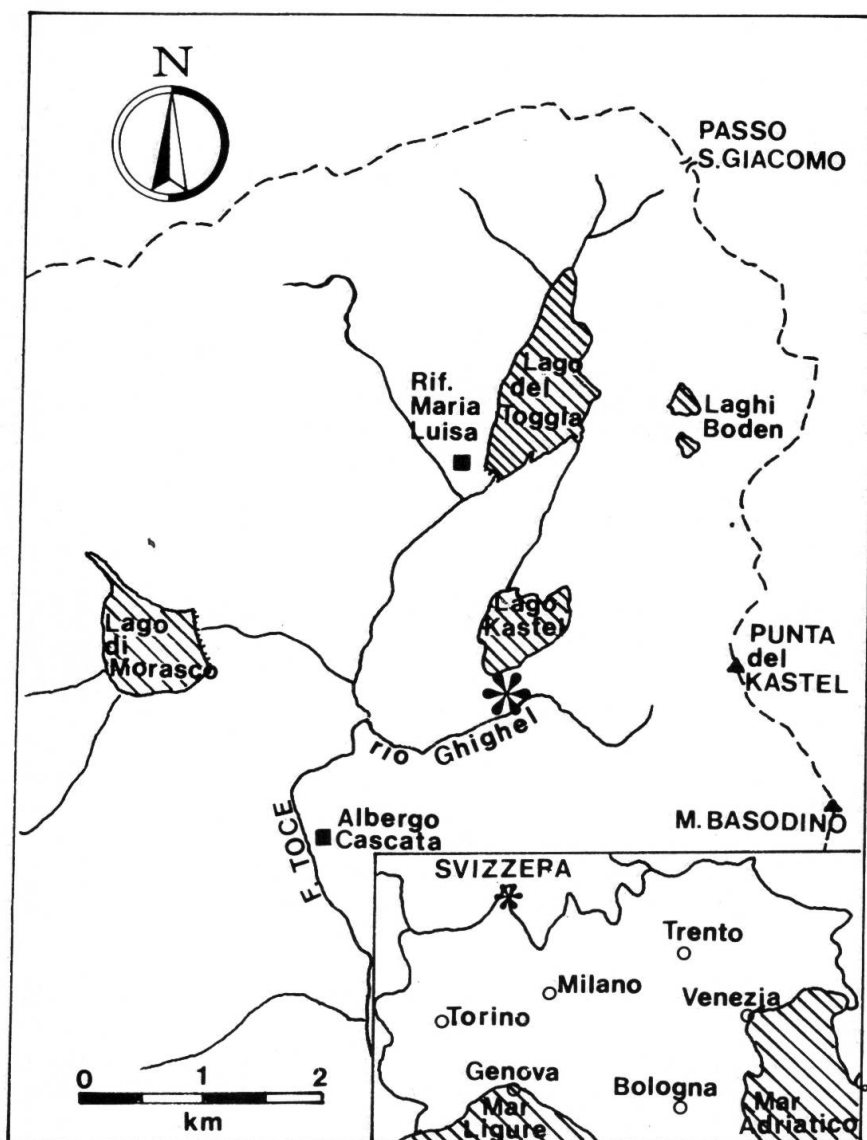 N
PASSO
S.GIACOMO
Rif.
Maria
Luisa
Lago
del
Toggia
Laghi
Boden
Lago
di
Morasco
Lago
Kastel
PUNTA
del
KASTEL
rio Ghighel
F. TOCE
Albergo
Cascata
M. BASODINO
SVIZZERA
Trento
Milano
Venezia
Torino
Genova
Bologna
Mar
Ligure
Mar
Adriatico
0 1 2
km